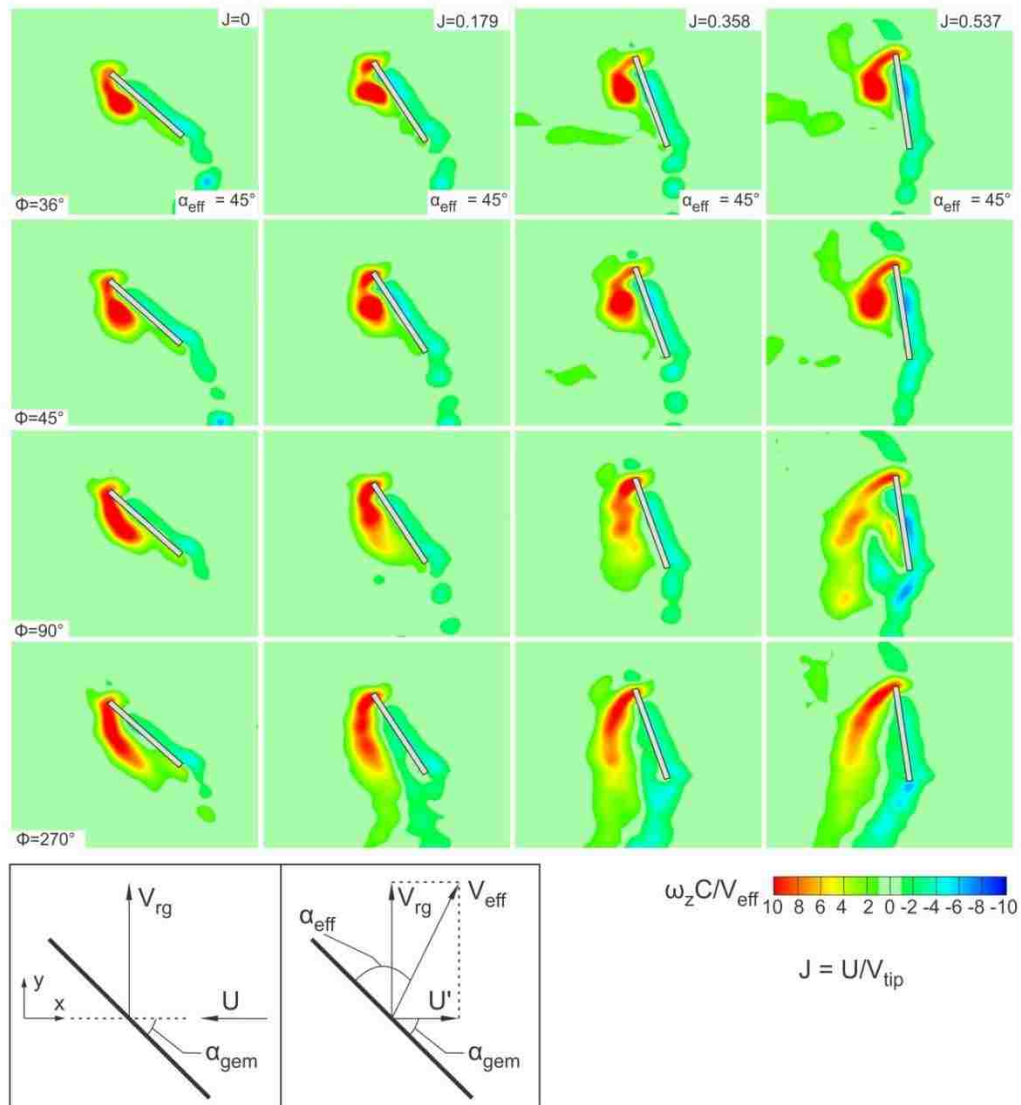 J=0 J=0.179 J=0.358 J=0.537
Φ=36° αeff = 45° αeff = 45° αeff = 45° αeff = 45°
Φ=45°
Φ=90°
Φ=270°
Vrg
y
x
U
αgem
αeff
Vrg
Veff
U'
αgem
ωzC/Veff
10 8 6 4 2 0 -2 -4 -6 -8 -10
J = U/Vtip